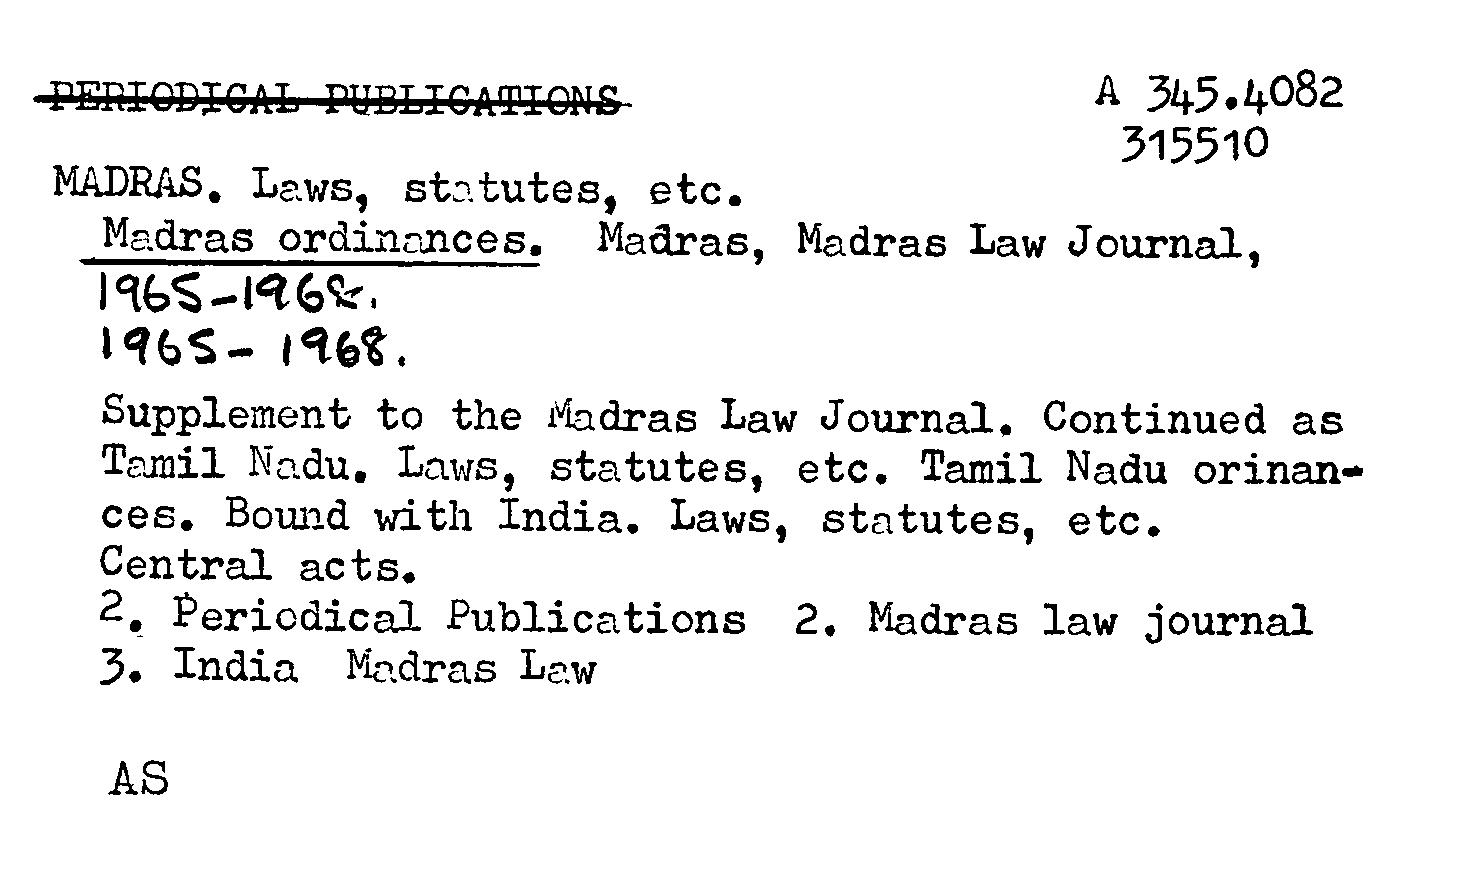 PERIODICAL PUBLICATIONS
A 345.4082
315510
MADRAS. Laws, statutes, etc.
Madras ordinances. Madras, Madras Law Journal,
1965-1968.
1965-1968.
Supplement to the Madras Law Journal. Continued as
Tamil Nadu. Laws, statutes, etc. Tamil Nadu orinan-
ces. Bound with India. Laws, statutes, etc.
Central acts.
2. Periodical Publications 2. Madras law journal
3. India Madras Law
AS